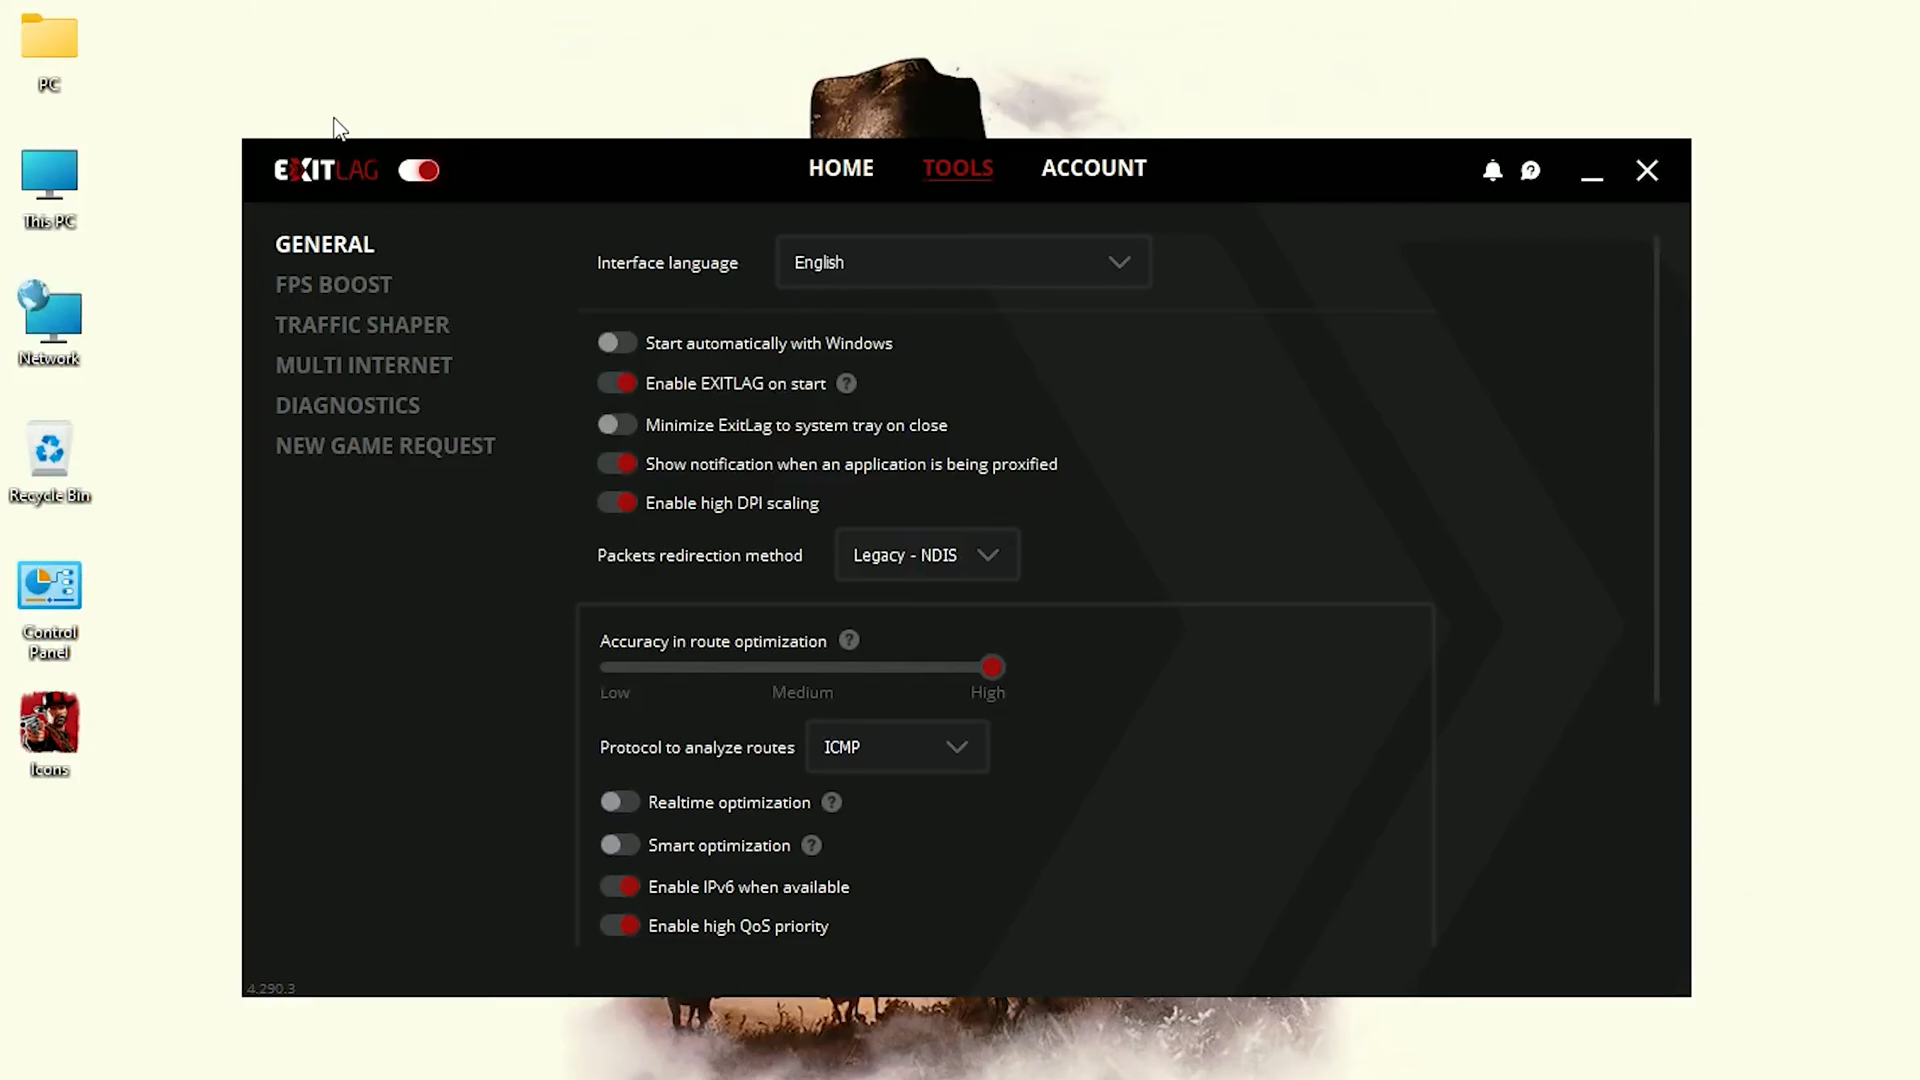 PC
This PC
Network
Recycle Bin
Control
Panel
Icons
EXITLAG
HOME
TOOLS
ACCOUNT
GENERAL
FPS BOOST
TRAFFIC SHAPER
MULTI INTERNET
DIAGNOSTICS
NEW GAME REQUEST
Interface language
English
Start automatically with Windows
Enable EXITLAG on start ?
Minimize ExitLag to system tray on close
Show notification when an application is being proxified
Enable high DPI scaling
Packets redirection method
Legacy - NDIS
Accuracy in route optimization ?
Low
Medium
High
Protocol to analyze routes
ICMP
Realtime optimization ?
Smart optimization ?
Enable IPv6 when available
Enable high QoS priority
4.290.3